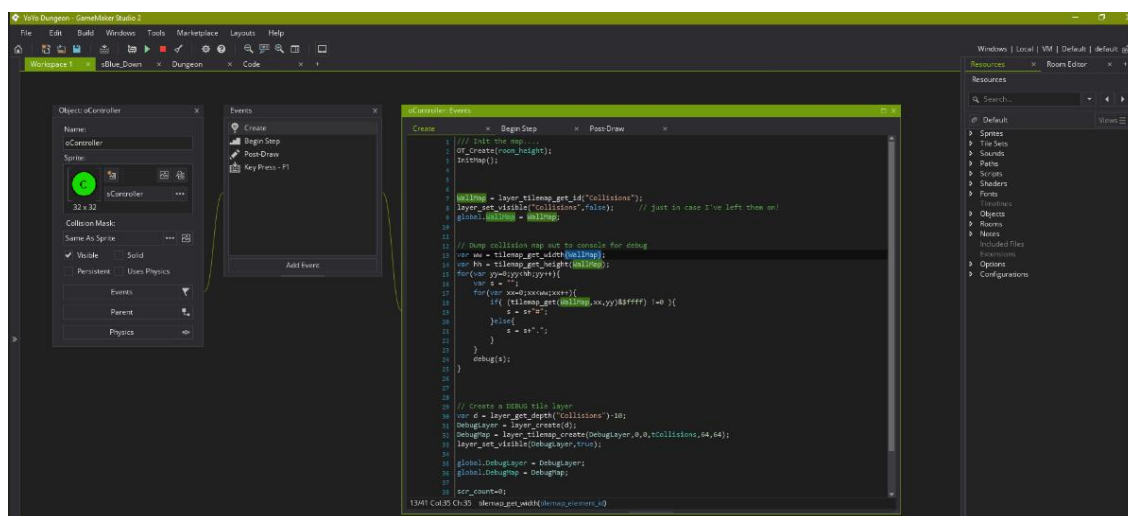 YoYo Dungeon - GameMaker Studio 2
File Edit Build Windows Tools Marketplace Layouts Help
Windows | Local | VM | Default | default
Workspace 1 × sBlue_Down × Dungeon × Code × +
Resources × Room Editor × +
Resources
Search...
Default Views
Sprites
Tile Sets
Sounds
Paths
Scripts
Shaders
Fonts
Timelines
Objects
Rooms
Notes
Included Files
Extensions
Options
Configurations
Object: oController ×
Name:
oController
Sprite:
C
sController
32 x 32
Collision Mask:
Same As Sprite
Visible Solid
Persistent Uses Physics
Events
Parent
Physics
Events ×
Create
Begin Step
Post-Draw
Key Press - F1
Add Event
oController: Events
Create × Begin Step × Post-Draw ×
1 /// Init the map....
2 OT_Create(room_height);
3 InitMap();
4
5
6
7 WallMap = layer_tilemap_get_id("Collisions");
8 layer_set_visible("Collisions",false); // just in case I've left them on!
9 global.WallMap = WallMap;
10
11
12 // Dump collision map out to console for debug
13 var ww = tilemap_get_width(WallMap);
14 var hh = tilemap_get_height(WallMap);
15 for(var yy=0;yy<hh;yy++){
16 var s = "";
17 for(var xx=0;xx<ww;xx++){
18 if( (tilemap_get(WallMap,xx,yy)&$ffff) !=0 ){
19 s = s+"#";
20 }else{
21 s = s+".";
22 }
23 }
24 debug(s);
25 }
26
27
28
29 // Create a DEBUG tile layer
30 var d = layer_get_depth("Collisions")-10;
31 DebugLayer = layer_create(d);
32 DebugMap = layer_tilemap_create(DebugLayer,0,0,tCollisions,64,64);
33 layer_set_visible(DebugLayer,true);
34
35 global.DebugLayer = DebugLayer;
36 global.DebugMap = DebugMap;
37
38 scr_count=0;
13/41 Col:35 Ch:35 tilemap_get_width(tilemap_element_id)